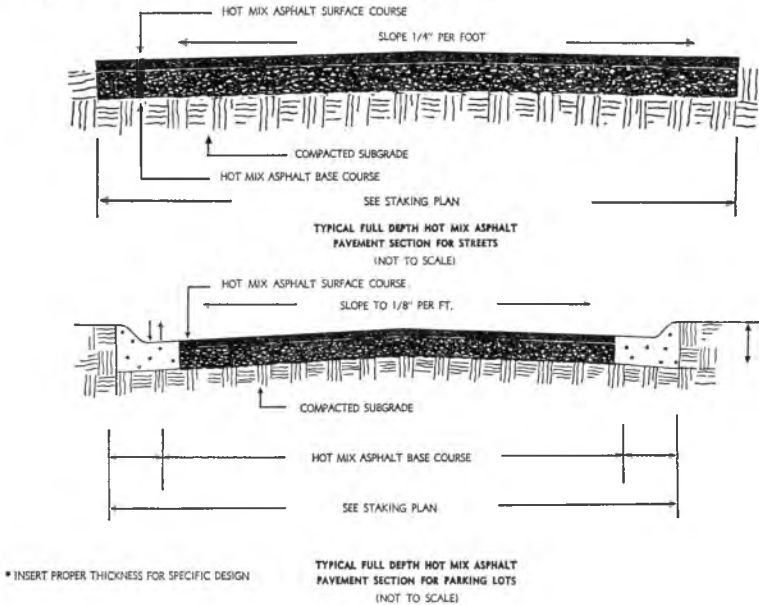 HOT MIX ASPHALT SURFACE COURSE
SLOPE 1/4" PER FOOT
COMPACTED SUBGRADE
HOT MIX ASPHALT BASE COURSE
SEE STAKING PLAN
TYPICAL FULL DEPTH HOT MIX ASPHALT
PAVEMENT SECTION FOR STREETS
(NOT TO SCALE)
HOT MIX ASPHALT SURFACE COURSE
SLOPE TO 1/8" PER FT.
COMPACTED SUBGRADE
HOT MIX ASPHALT BASE COURSE
SEE STAKING PLAN
* INSERT PROPER THICKNESS FOR SPECIFIC DESIGN
TYPICAL FULL DEPTH HOT MIX ASPHALT
PAVEMENT SECTION FOR PARKING LOTS
(NOT TO SCALE)